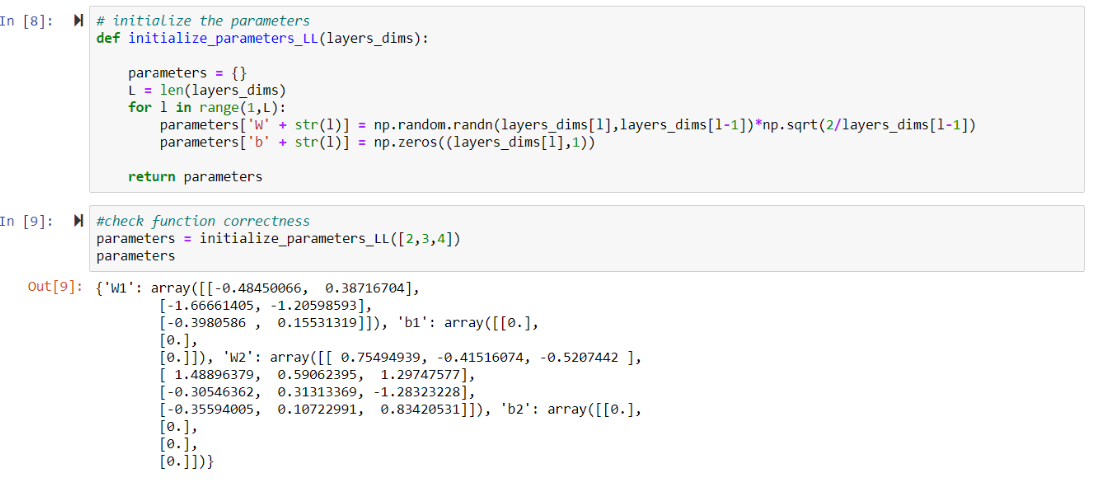 In [8]: # initialize the parameters
def initialize_parameters_LL(layers_dims):
parameters = {}
L = len(layers_dims)
for l in range(1,L):
parameters['W' + str(l)] = np.random.randn(layers_dims[l],layers_dims[l-1])*np.sqrt(2/layers_dims[l-1])
parameters['b' + str(l)] = np.zeros((layers_dims[l],1))
return parameters
In [9]: #check function correctness
parameters = initialize_parameters_LL([2,3,4])
parameters
Out[9]: {'W1': array([[-0.48450066,  0.38716704],
[-1.66661405, -1.20598593],
[-0.3980586 ,  0.15531319]]), 'b1': array([[0.],
[0.],
[0.]]), 'W2': array([[ 0.75494939, -0.41516074, -0.5207442 ],
[ 1.48896379,  0.59062395,  1.29747577],
[-0.30546362,  0.31313369, -1.28323228],
[-0.35594005,  0.10722991,  0.83420531]]), 'b2': array([[0.],
[0.],
[0.],
[0.]])}